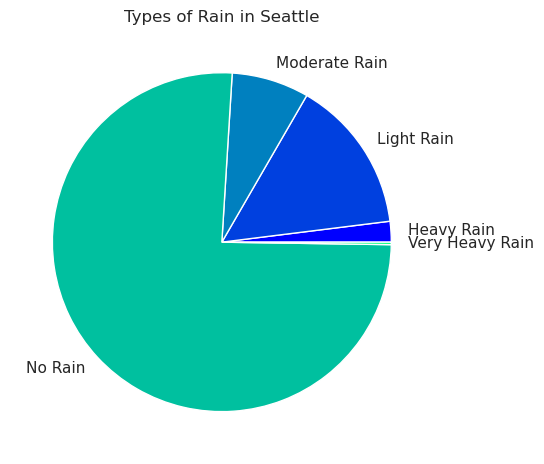 Types of Rain in Seattle
Moderate Rain
Light Rain
Heavy Rain
Very Heavy Rain
No Rain